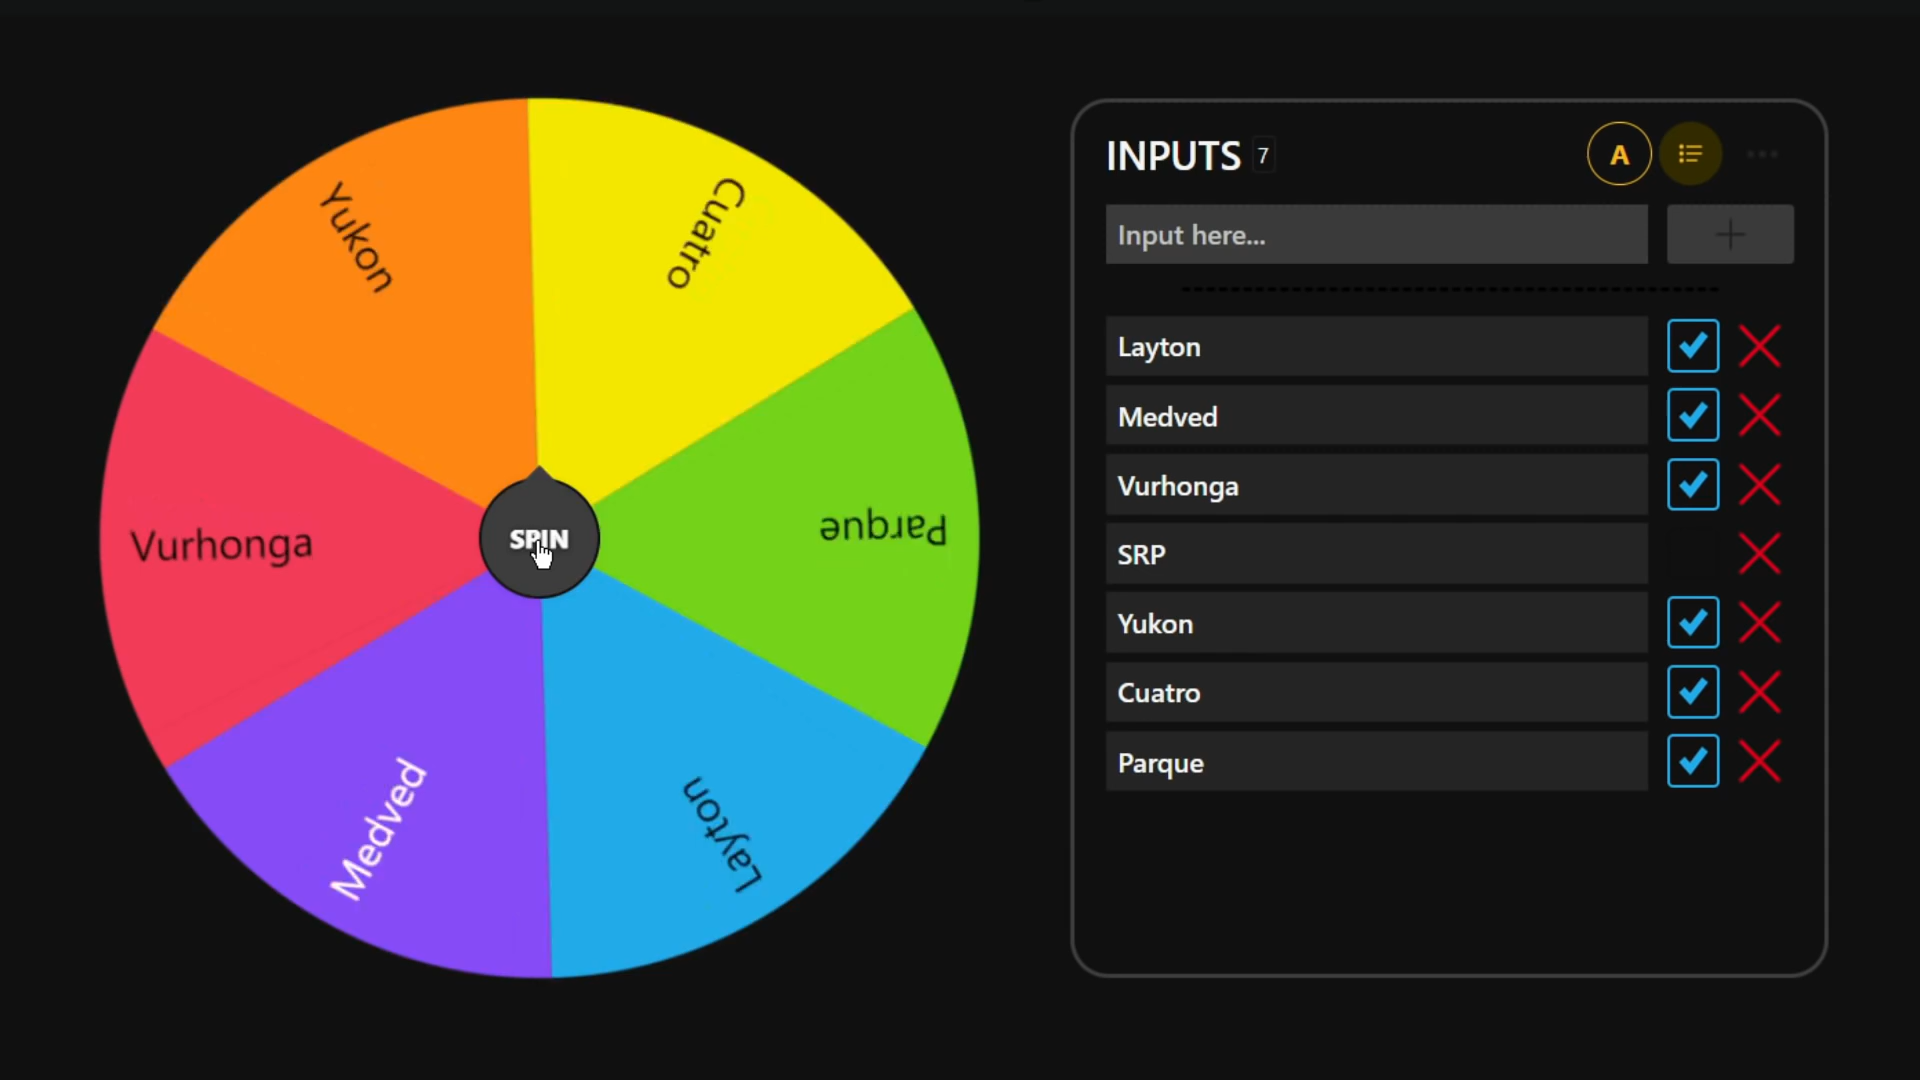 Yukon
Cuatro
Vurhonga
SPIN
Parque
Medved
Layton
INPUTS 7
A
Input here...
+
Layton
Medved
Vurhonga
SRP
Yukon
Cuatro
Parque